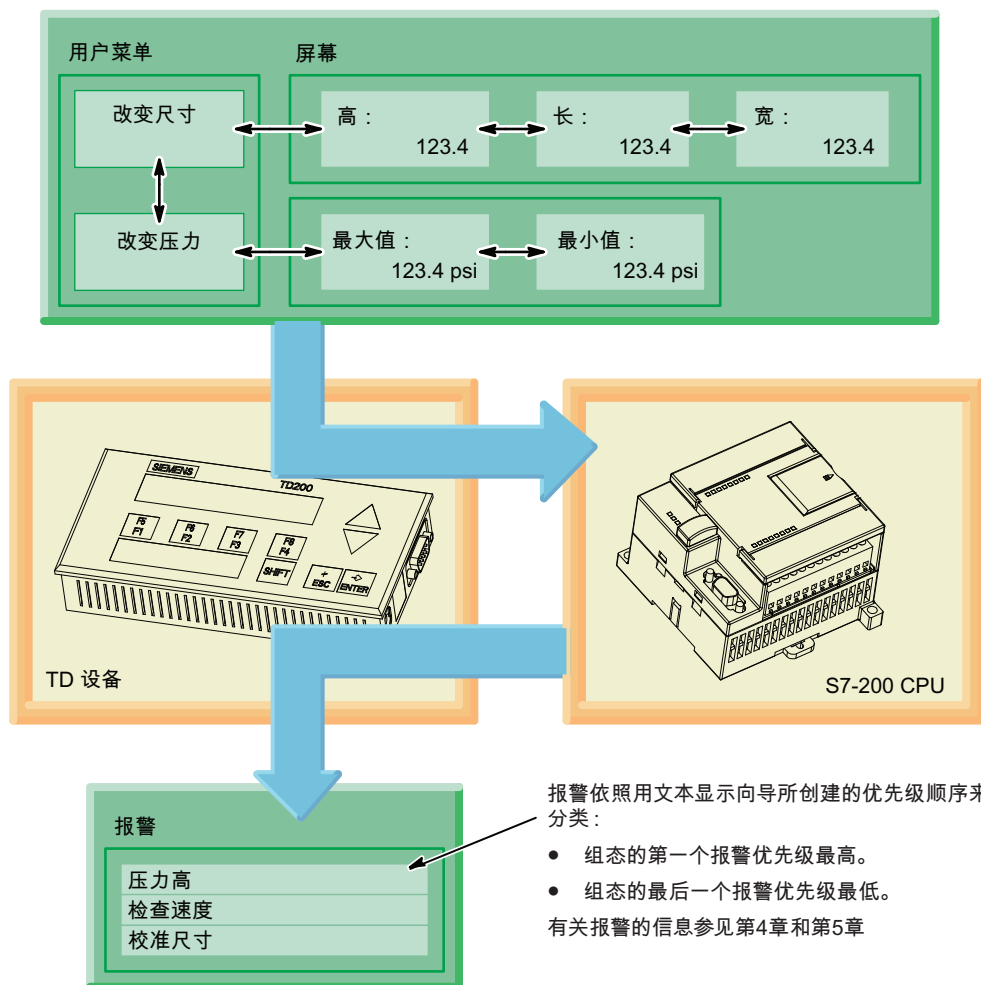 用户菜单
屏幕
改变尺寸
高：
123.4
长：
123.4
宽：
123.4
改变压力
最大值：
123.4 psi
最小值：
123.4 psi
SIEMENS
TD200
F5
F1
F6
F2
F7
F3
F8
F4
SHIFT
ESC
ENTER
TD 设备
S7-200 CPU
报警
压力高
检查速度
校准尺寸
报警依照用文本显示向导所创建的优先级顺序来
分类：
● 组态的第一个报警优先级最高。
● 组态的最后一个报警优先级最低。
有关报警的信息参见第4章和第5章